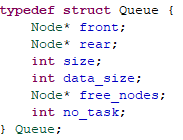 typedef struct Queue {
    Node* front;
    Node* rear;
    int size;
    int data_size;
    Node* free_nodes;
    int no_task;
} Queue;